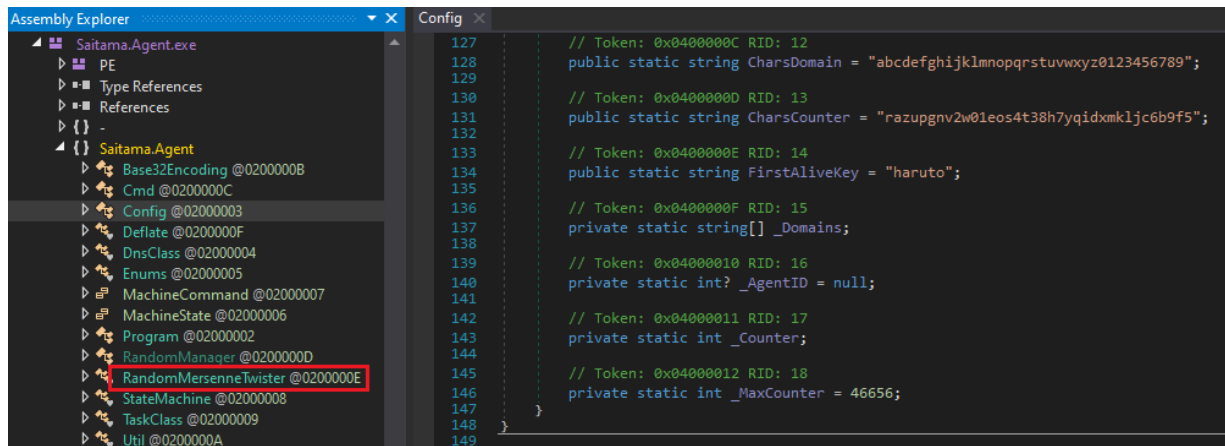 Assembly Explorer
Saitama.Agent.exe
PE
Type References
References
{ } -
{ } Saitama.Agent
Base32Encoding @0200000B
Cmd @0200000C
Config @02000003
Deflate @0200000F
DnsClass @02000004
Enums @02000005
MachineCommand @02000007
MachineState @02000006
Program @02000002
RandomManager @0200000D
RandomMersenneTwister @0200000E
StateMachine @02000008
TaskClass @02000009
Util @0200000A
Config
127 // Token: 0x0400000C RID: 12
128 public static string CharsDomain = "abcdefghijklmnopqrstuvwxyz0123456789";
129
130 // Token: 0x0400000D RID: 13
131 public static string CharsCounter = "razupgnv2w01eos4t38h7yqidxmkljc6b9f5";
132
133 // Token: 0x0400000E RID: 14
134 public static string FirstAliveKey = "haruto";
135
136 // Token: 0x0400000F RID: 15
137 private static string[] _Domains;
138
139 // Token: 0x04000010 RID: 16
140 private static int? _AgentID = null;
141
142 // Token: 0x04000011 RID: 17
143 private static int _Counter;
144
145 // Token: 0x04000012 RID: 18
146 private static int _MaxCounter = 46656;
147 }
148 }
149